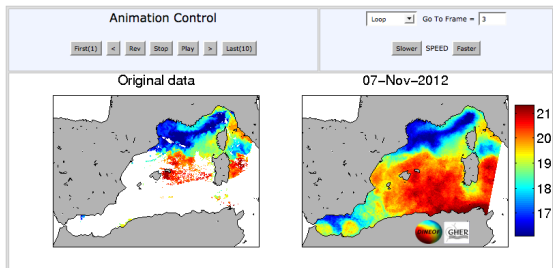 Animation Control
Loop Go To Frame = 3
First(1) < Rev Stop Play > Last(10)
Slower SPEED Faster
Original data
07-Nov-2012
21
20
19
18
17
DINEOF
GHER